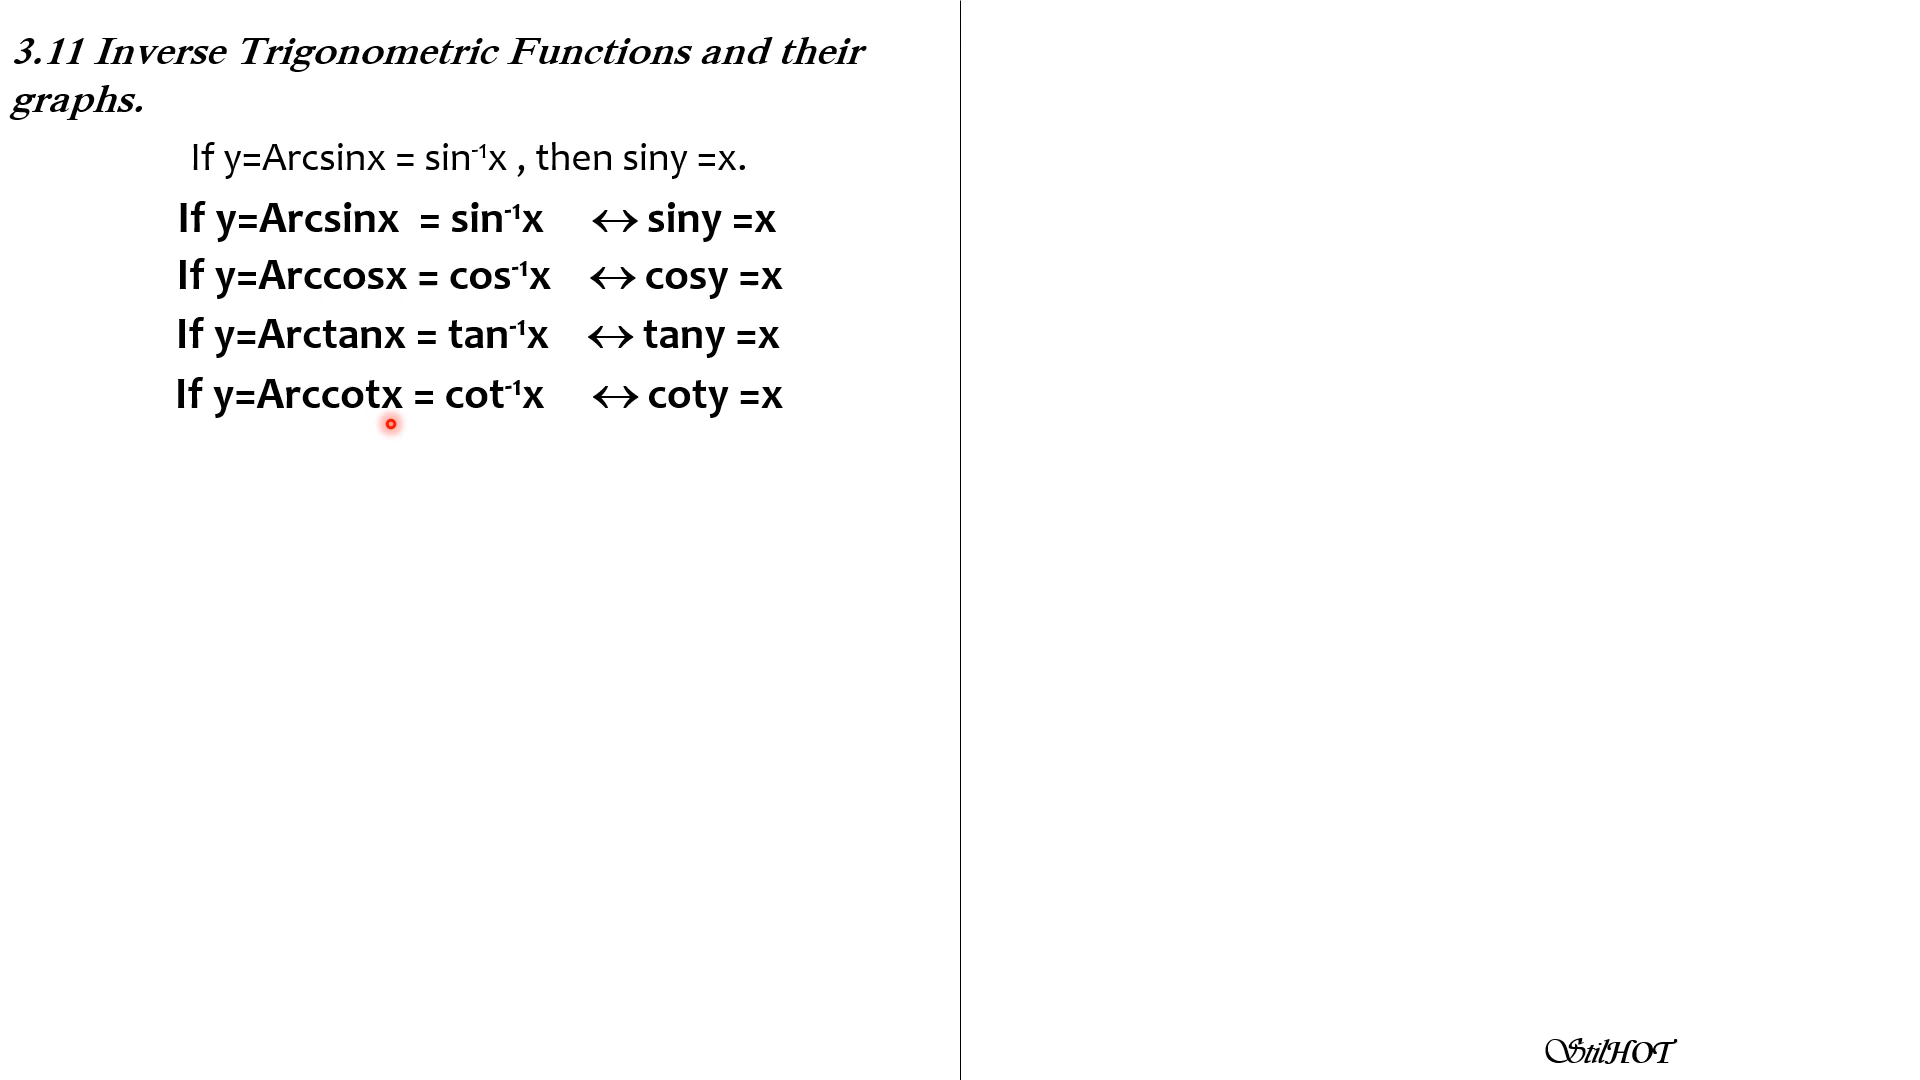 3.11 Inverse Trigonometric Functions and their
graphs.
If y=Arcsinx = sin⁻¹x , then siny =x.
If y=Arcsinx = sin⁻¹x ↔ siny =x
If y=Arccosx = cos⁻¹x ↔ cosy =x
If y=Arctanx = tan⁻¹x ↔ tany =x
If y=Arccotx = cot⁻¹x ↔ coty =x
StilHOT